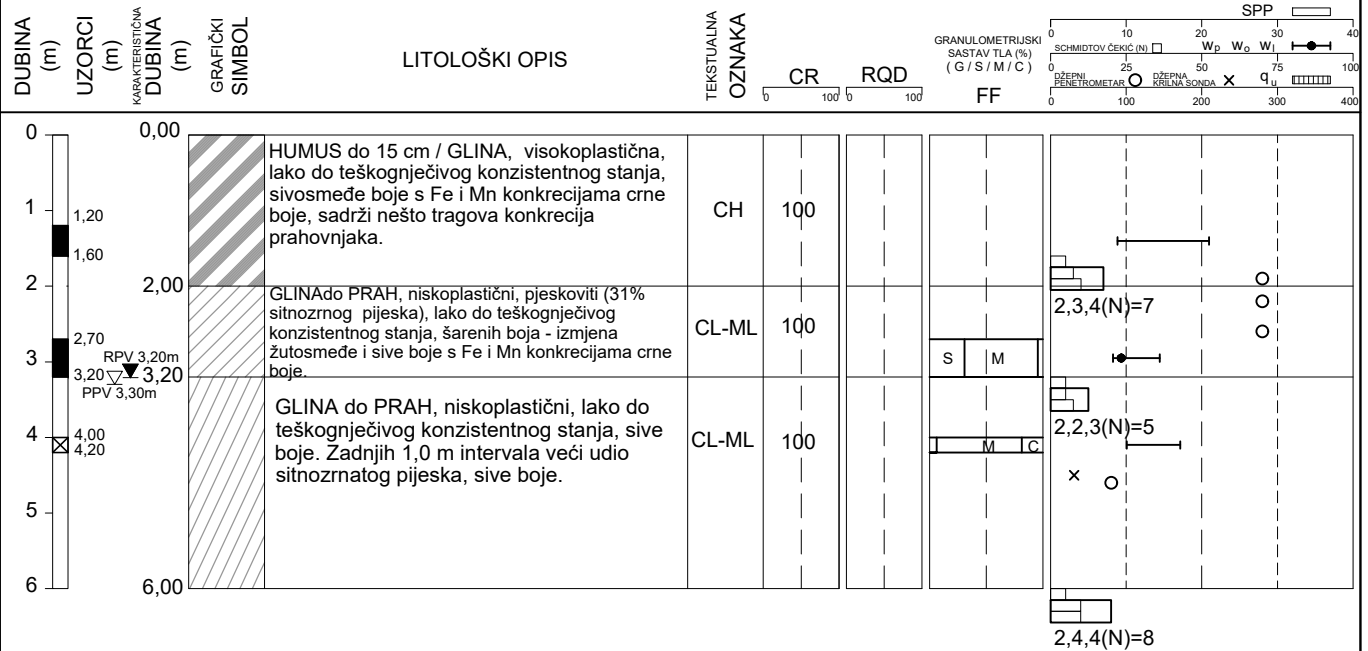 DUBINA
(m)
UZORCI
(m)
KARAKTERISTIČNA
DUBINA
(m)
GRAFIČKI
SIMBOL
LITOLOŠKI OPIS
TEKSTUALNA
OZNAKA
CR
0 100
RQD
0 100
GRANULOMETRIJSKI
SASTAV TLA (%)
( G / S / M / C )
FF
SPP
0 10 20 30 40
SCHMIDTOV ČEKIĆ (N)
wp wo wl
0 25 50 75 100
DŽEPNI
PENETROMETAR
DŽEPNA
KRILNA SONDA
qu
0 100 200 300 400
0
1
2
3
4
5
6
1,20
1,60
2,70
3,20
4,00
4,20
RPV 3,20m
PPV 3,30m
0,00
2,00
3,20
6,00
HUMUS do 15 cm / GLINA, visokoplastična,
lako do teškognječivog konzistentnog stanja,
sivosmeđe boje s Fe i Mn konkrecijama crne
boje, sadrži nešto tragova konkrecija
prahovnjaka.
CH
100
2,3,4(N)=7
GLINAdo PRAH, niskoplastični, pjeskoviti (31%
sitnozrnog pijeska), lako do teškognječivog
konzistentnog stanja, šarenih boja - izmjena
žutosmeđe i sive boje s Fe i Mn konkrecijama crne
boje.
CL-ML
100
S M
2,2,3(N)=5
GLINA do PRAH, niskoplastični, lako do
teškognječivog konzistentnog stanja, sive
boje. Zadnjih 1,0 m intervala veći udio
sitnozrnatog pijeska, sive boje.
CL-ML
100
M C
2,4,4(N)=8